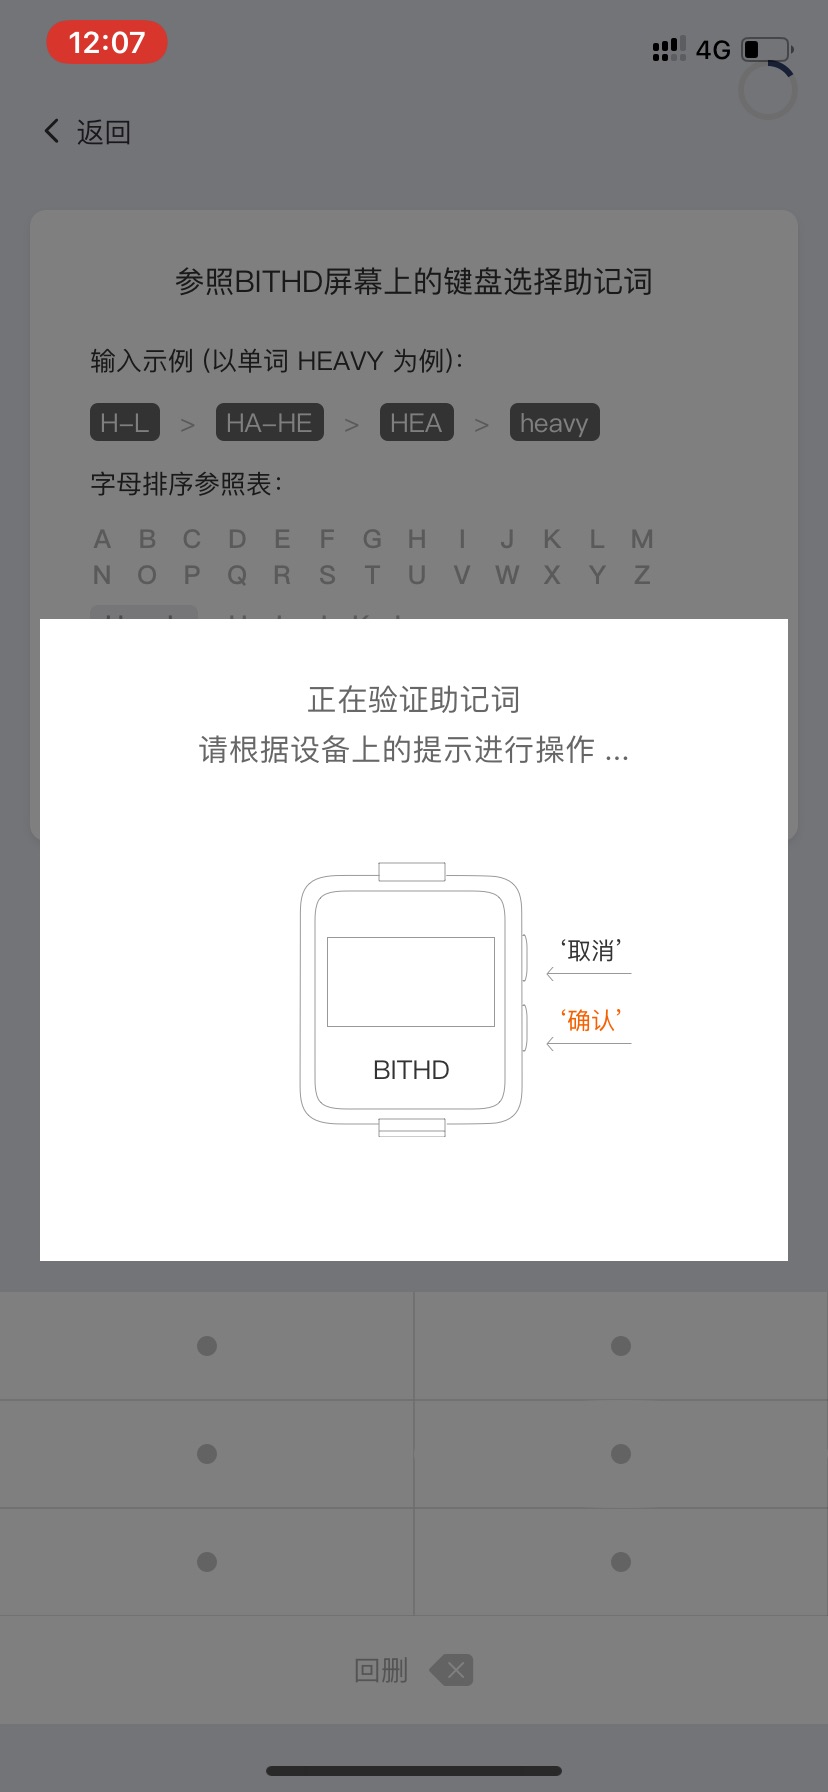 12:07
4G
返回
参照BITHD屏幕上的键盘选择助记词
输入示例 (以单词 HEAVY 为例):
H–L > HA–HE > HEA > heavy
字母排序参照表:
A B C D E F G H I J K L M
N O P Q R S T U V W X Y Z
正在验证助记词
请根据设备上的提示进行操作 ...
‘取消’
‘确认’
BITHD
回删